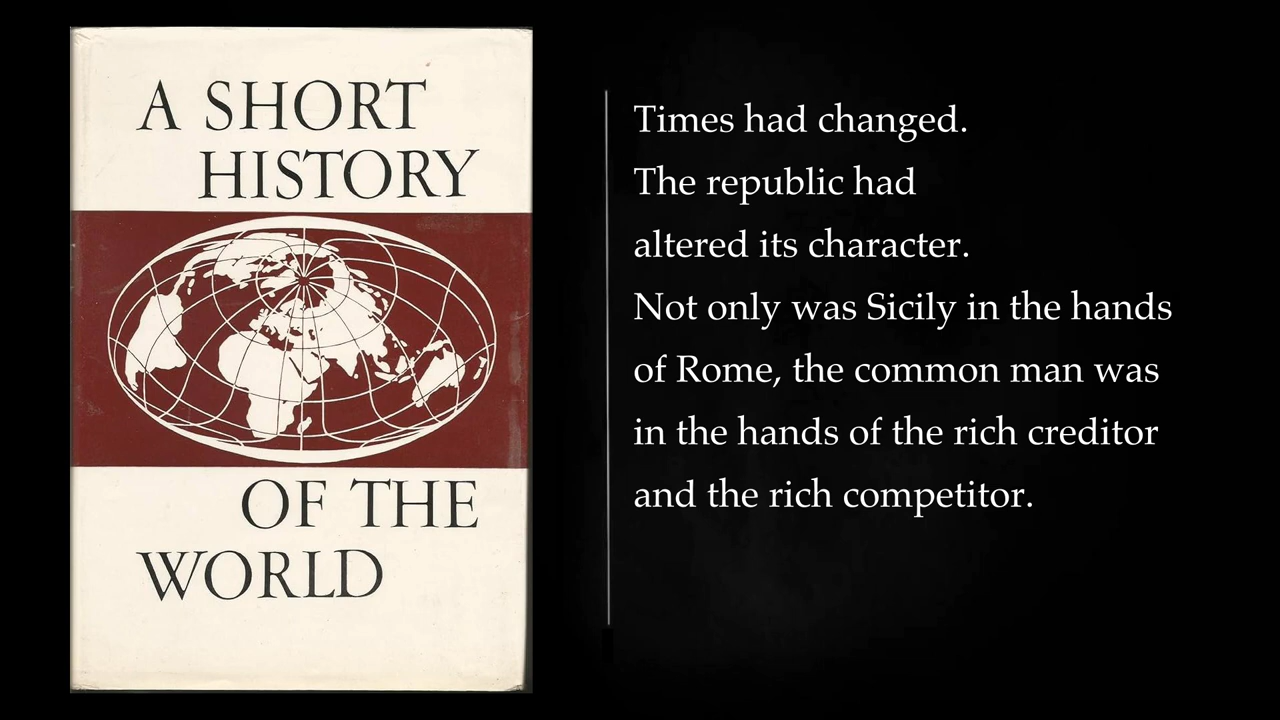 A SHORT
HISTORY
OF THE
WORLD
Times had changed.
The republic had
altered its character.
Not only was Sicily in the hands
of Rome, the common man was
in the hands of the rich creditor
and the rich competitor.